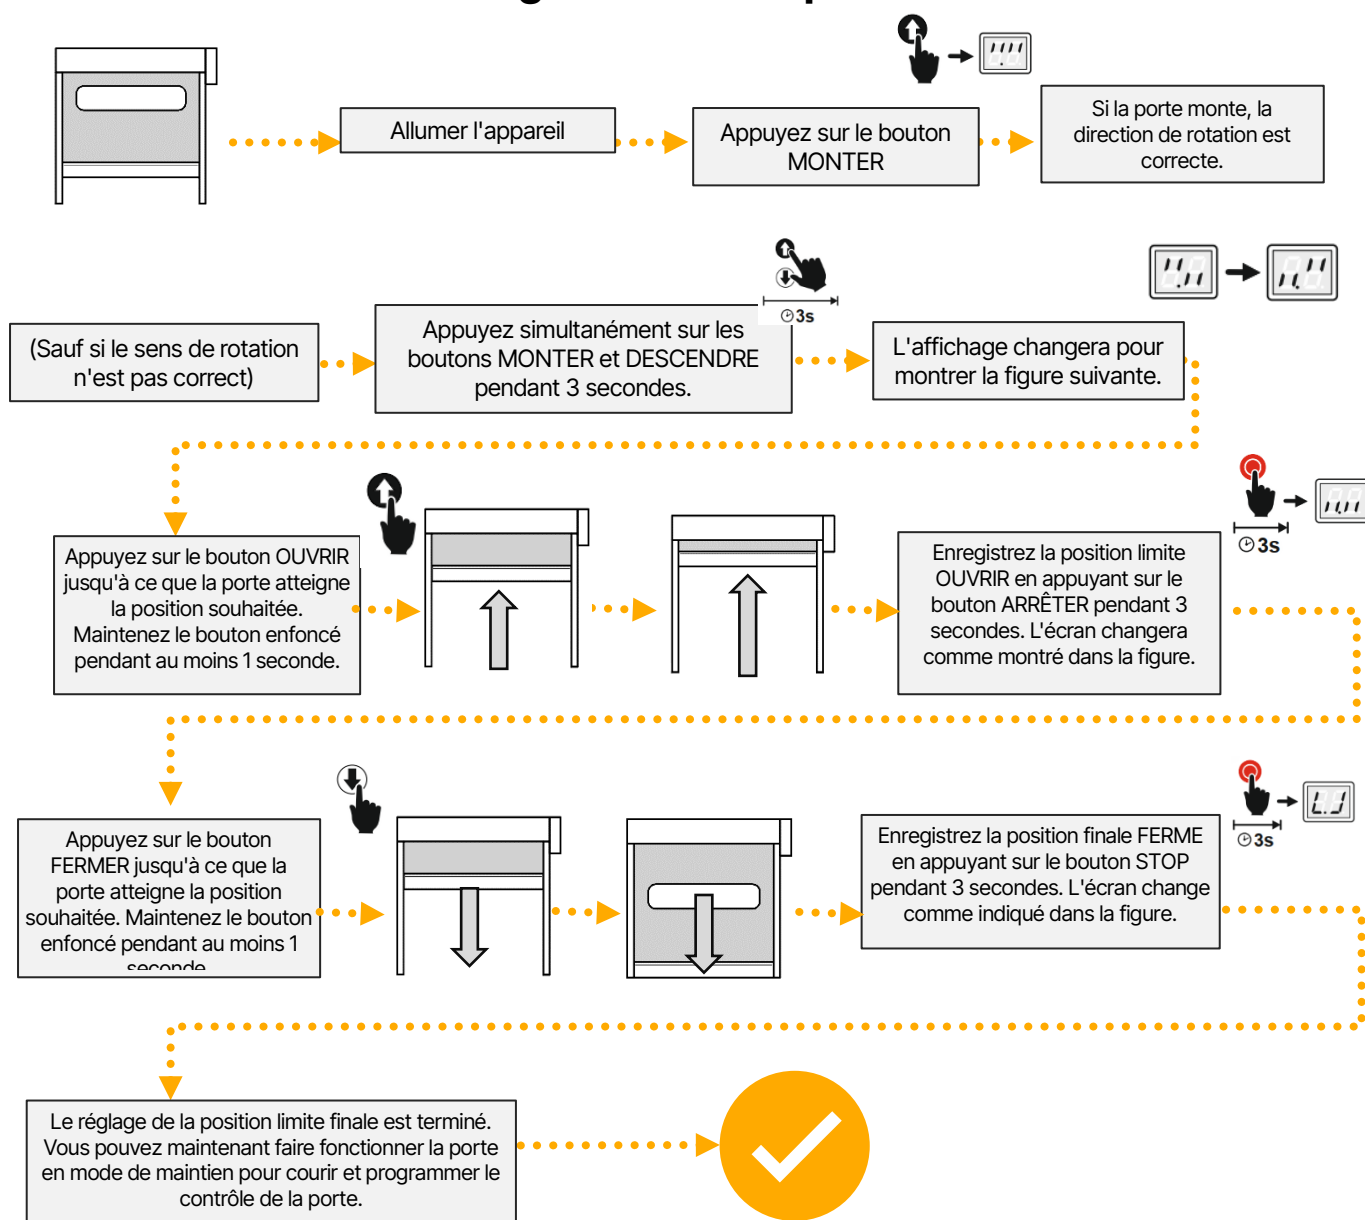 Allumer l'appareil
Appuyez sur le bouton
MONTER
Si la porte monte, la
direction de rotation est
correcte.
(Sauf si le sens de rotation
n'est pas correct)
Appuyez simultanément sur les
boutons MONTER et DESCENDRE
pendant 3 secondes.
3s
L'affichage changera pour
montrer la figure suivante.
Appuyez sur le bouton OUVRIR
jusqu'à ce que la porte atteigne
la position souhaitée.
Maintenez le bouton enfoncé
pendant au moins 1 seconde.
Enregistrez la position limite
OUVRIR en appuyant sur le
bouton ARRÊTER pendant 3
secondes. L'écran changera
comme montré dans la figure.
3s
Appuyez sur le bouton
FERMER jusqu'à ce que la
porte atteigne la position
souhaitée. Maintenez le bouton
enfoncé pendant au moins 1
seconde
Enregistrez la position finale FERME
en appuyant sur le bouton STOP
pendant 3 secondes. L'écran change
comme indiqué dans la figure.
3s
Le réglage de la position limite finale est terminé.
Vous pouvez maintenant faire fonctionner la porte
en mode de maintien pour courir et programmer le
contrôle de la porte.